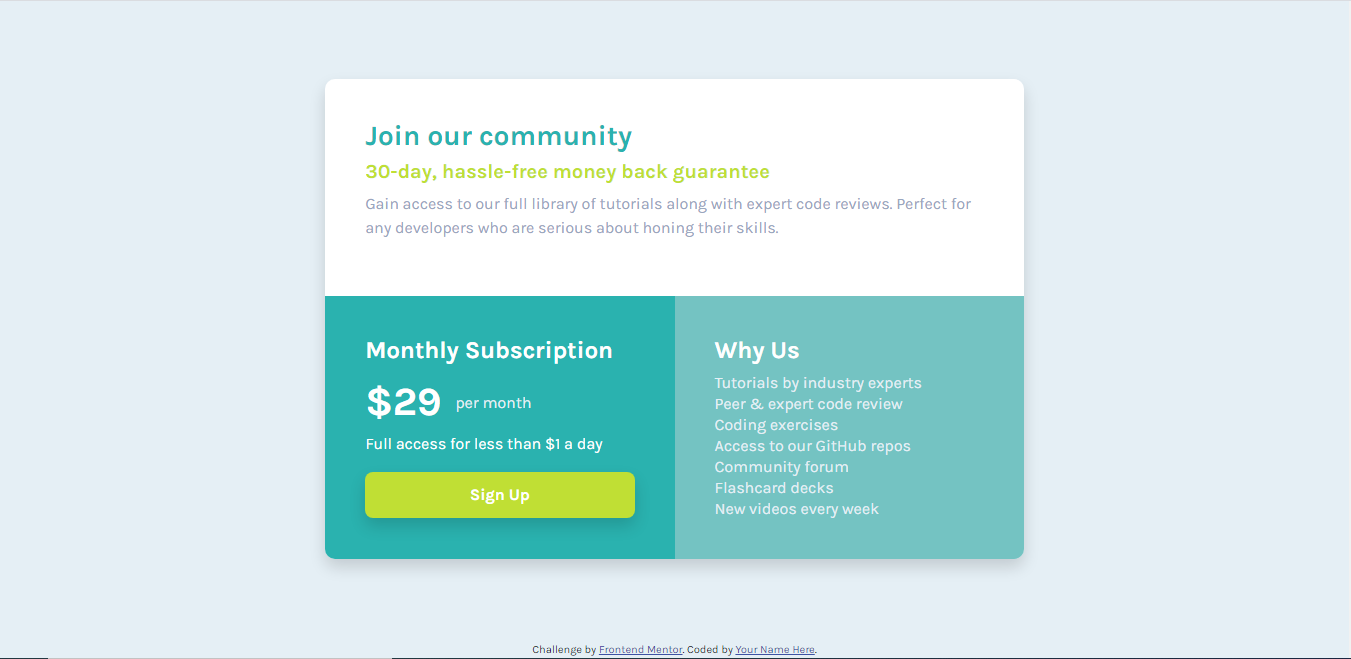 Join our community
30-day, hassle-free money back guarantee
Gain access to our full library of tutorials along with expert code reviews. Perfect for
any developers who are serious about honing their skills.
Monthly Subscription
$29 per month
Full access for less than $1 a day
Sign Up
Why Us
Tutorials by industry experts
Peer & expert code review
Coding exercises
Access to our GitHub repos
Community forum
Flashcard decks
New videos every week
Challenge by Frontend Mentor. Coded by Your Name Here.